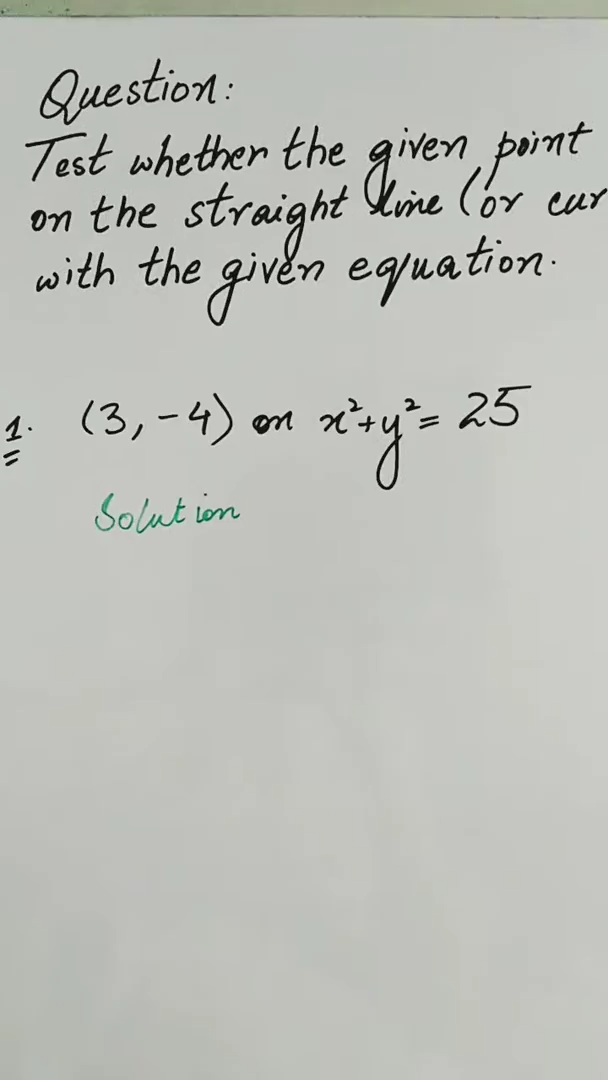 Question:
Test whether the given point
on the straight line (or cur
with the given equation.
1. (3, -4) on x²+y² = 25
Solution